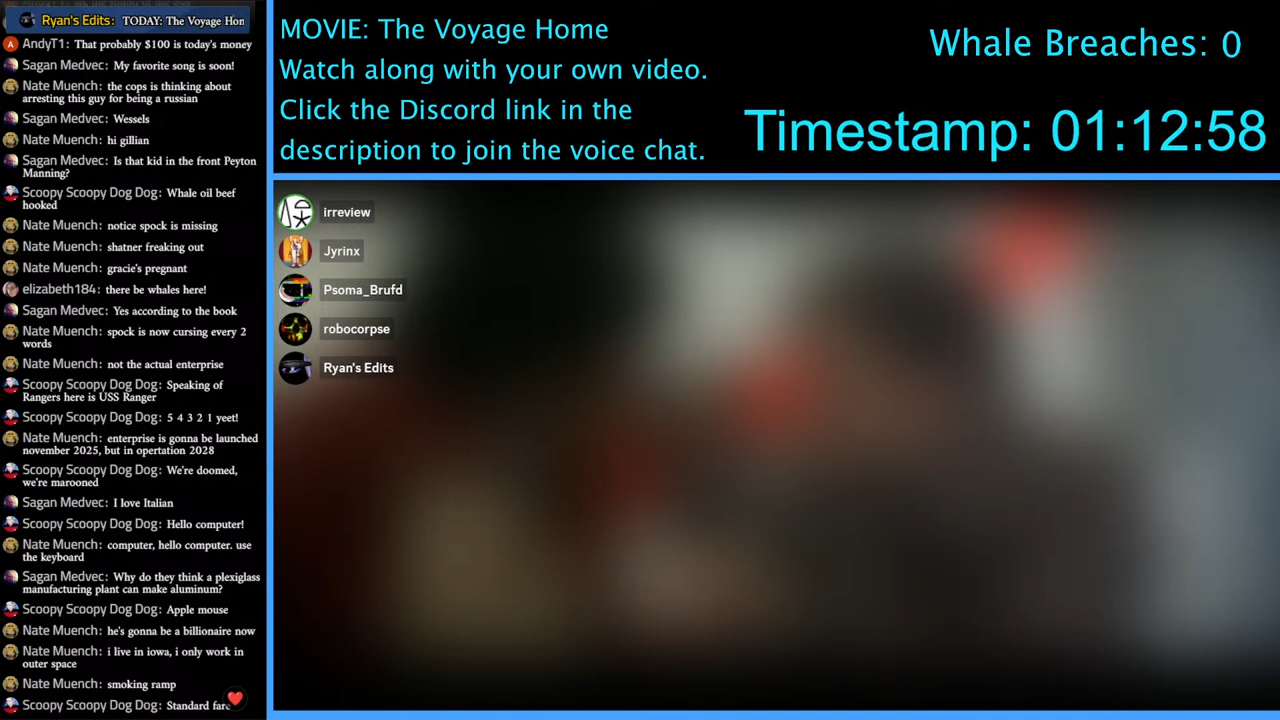 Ryan's Edits: TODAY: The Voyage Hon
AndyT1: That probably $100 is today's money
Sagan Medvec: My favorite song is soon!
Nate Muench: the cops is thinking about
arresting this guy for being a russian
Sagan Medvec: Wessels
Nate Muench: hi gillian
Sagan Medvec: Is that kid in the front Peyton
Manning?
Scoopy Scoopy Dog Dog: Whale oil beef
hooked
Nate Muench: notice spock is missing
Nate Muench: shatner freaking out
Nate Muench: gracie's pregnant
elizabeth184: there be whales here!
Sagan Medvec: Yes according to the book
Nate Muench: spock is now cursing every 2
words
Nate Muench: not the actual enterprise
Scoopy Scoopy Dog Dog: Speaking of
Rangers here is USS Ranger
Scoopy Scoopy Dog Dog: 5 4 3 2 1 yeet!
Nate Muench: enterprise is gonna be launched
november 2025, but in opertation 2028
Scoopy Scoopy Dog Dog: We're doomed,
we're marooned
Sagan Medvec: I love Italian
Scoopy Scoopy Dog Dog: Hello computer!
Nate Muench: computer, hello computer. use
the keyboard
Sagan Medvec: Why do they think a plexiglass
manufacturing plant can make aluminum?
Scoopy Scoopy Dog Dog: Apple mouse
Nate Muench: he's gonna be a billionaire now
Nate Muench: i live in iowa, i only work in
outer space
Nate Muench: smoking ramp
Scoopy Scoopy Dog Dog: Standard fare
MOVIE: The Voyage Home
Watch along with your own video.
Click the Discord link in the
description to join the voice chat.
Whale Breaches: 0
Timestamp: 01:12:58
irreview
Jyrinx
Psoma_Brufd
robocorpse
Ryan's Edits